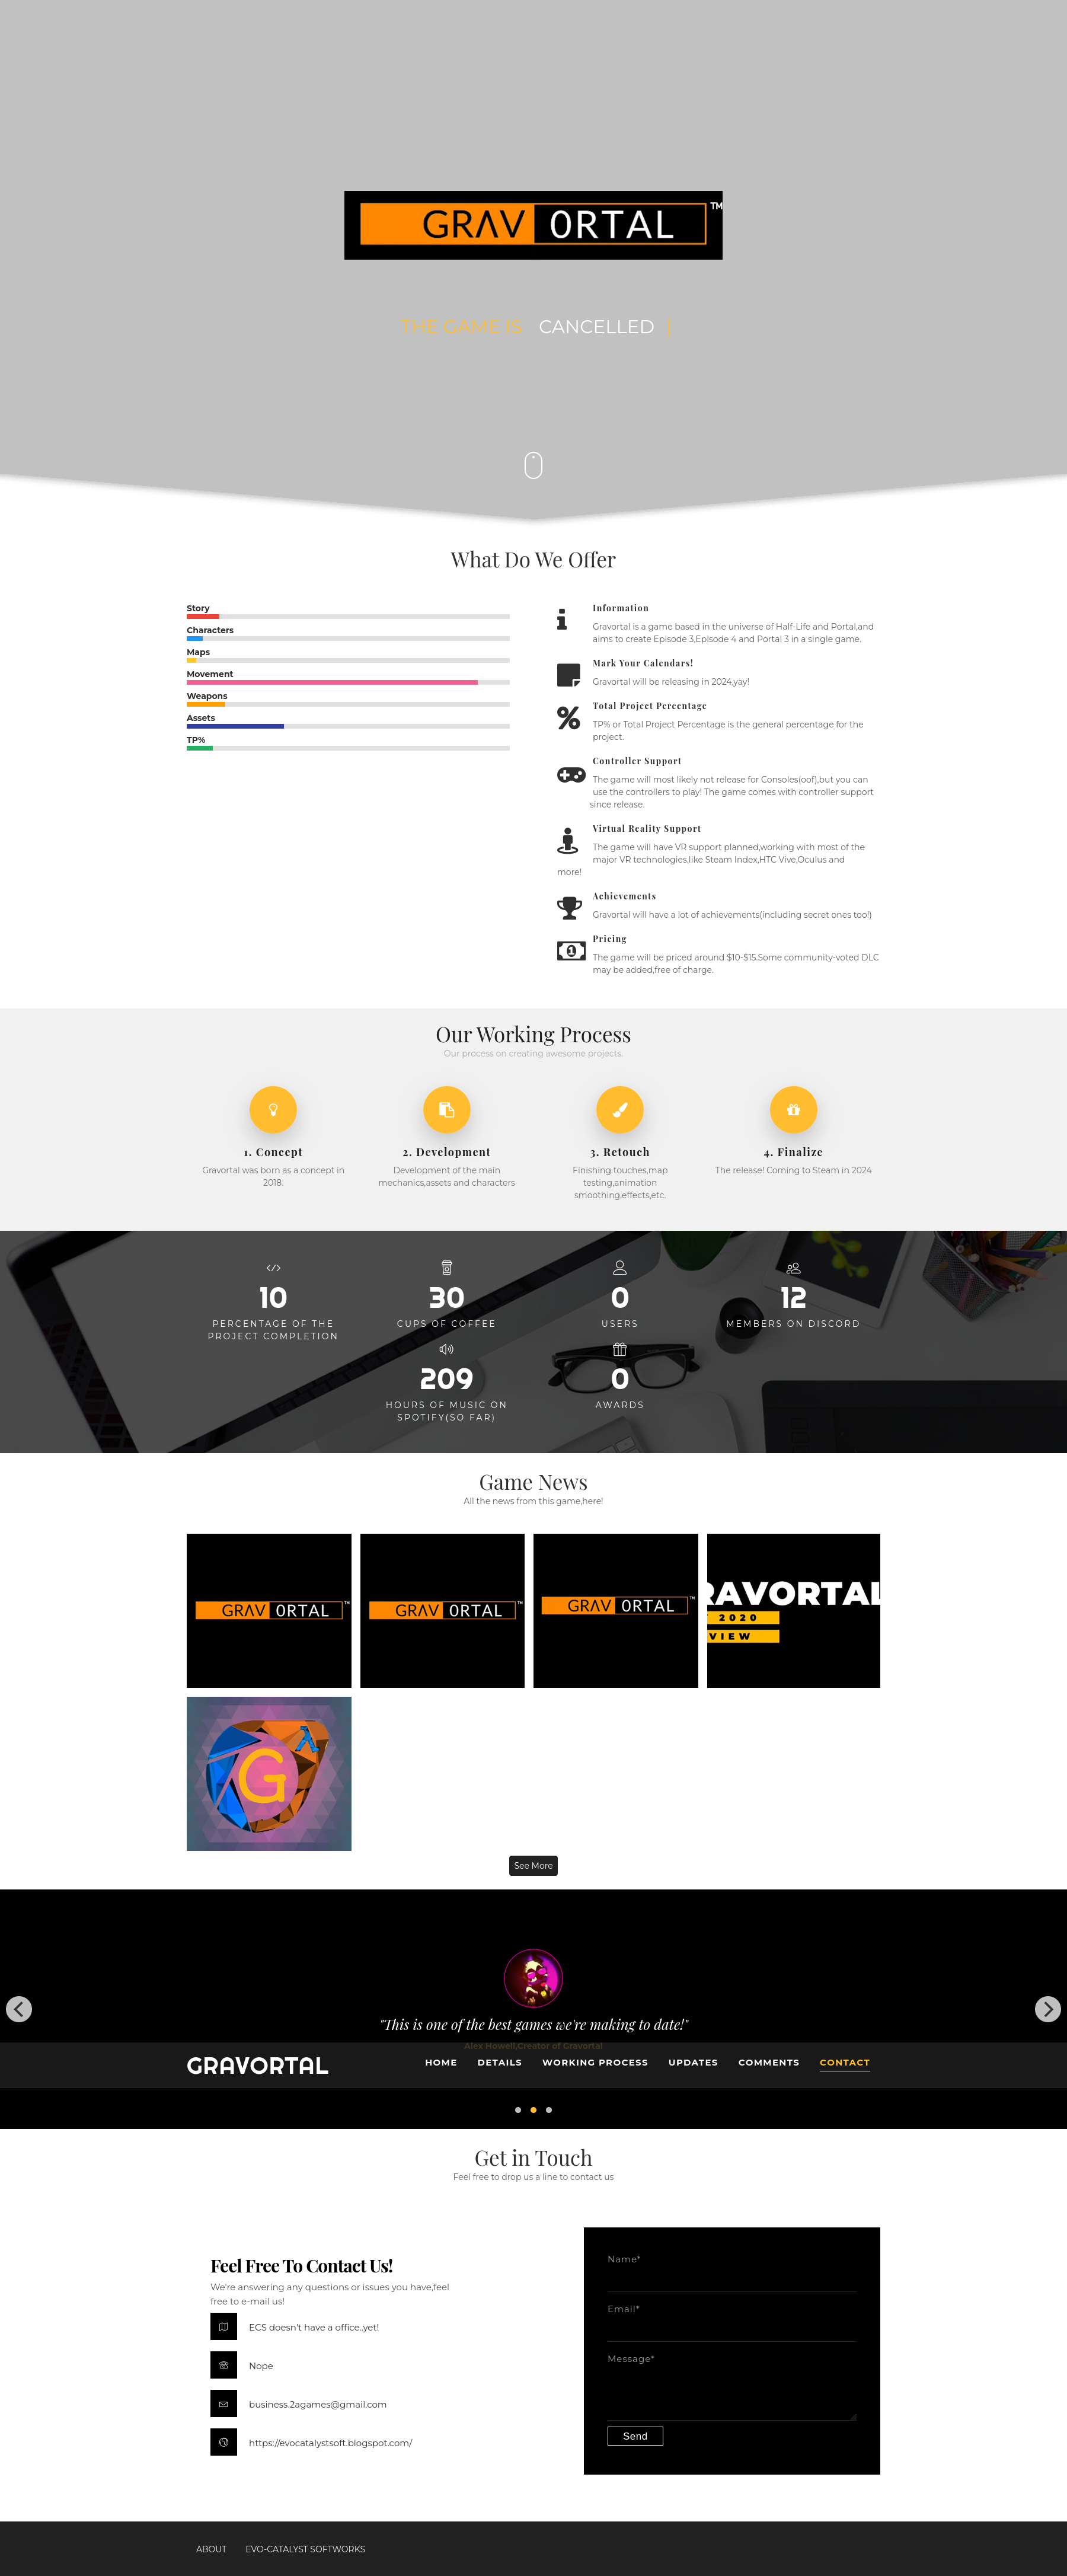 GRΛV 0RTAL TM
THE GAME IS CANCELLED |
What Do We Offer
Story
Characters
Maps
Movement
Weapons
Assets
TP%
Information
Gravortal is a game based in the universe of Half-Life and Portal,and
aims to create Episode 3,Episode 4 and Portal 3 in a single game.
Mark Your Calendars!
Gravortal will be releasing in 2024,yay!
Total Project Percentage
TP% or Total Project Percentage is the general percentage for the
project.
Controller Support
The game will most likely not release for Consoles(oof),but you can
use the controllers to play! The game comes with controller support
since release.
Virtual Reality Support
The game will have VR support planned,working with most of the
major VR technologies,like Steam Index,HTC Vive,Oculus and
more!
Achievements
Gravortal will have a lot of achievements(including secret ones too!)
Pricing
The game will be priced around $10-$15.Some community-voted DLC
may be added,free of charge.
Our Working Process
Our process on creating awesome projects.
1. Concept
Gravortal was born as a concept in
2018.
2. Development
Development of the main
mechanics,assets and characters
3. Retouch
Finishing touches,map
testing,animation
smoothing,effects,etc.
4. Finalize
The release! Coming to Steam in 2024
10
PERCENTAGE OF THE
PROJECT COMPLETION
30
CUPS OF COFFEE
0
USERS
12
MEMBERS ON DISCORD
209
HOURS OF MUSIC ON
SPOTIFY(SO FAR)
0
AWARDS
Game News
All the news from this game,here!
GRΛV 0RTAL TM
GRΛV 0RTAL TM
GRΛV 0RTAL TM
RAVORTAL
2020
VIEW
G
See More
"This is one of the best games we're making to date!"
Alex Howell,Creator of Gravortal
GRAVORTAL
HOME DETAILS WORKING PROCESS UPDATES COMMENTS CONTACT
Get in Touch
Feel free to drop us a line to contact us
Feel Free To Contact Us!
We're answering any questions or issues you have,feel
free to e-mail us!
ECS doesn't have a office..yet!
Nope
business.2agames@gmail.com
https://evocatalystsoft.blogspot.com/
Name*
Email*
Message*
Send
ABOUT EVO-CATALYST SOFTWORKS